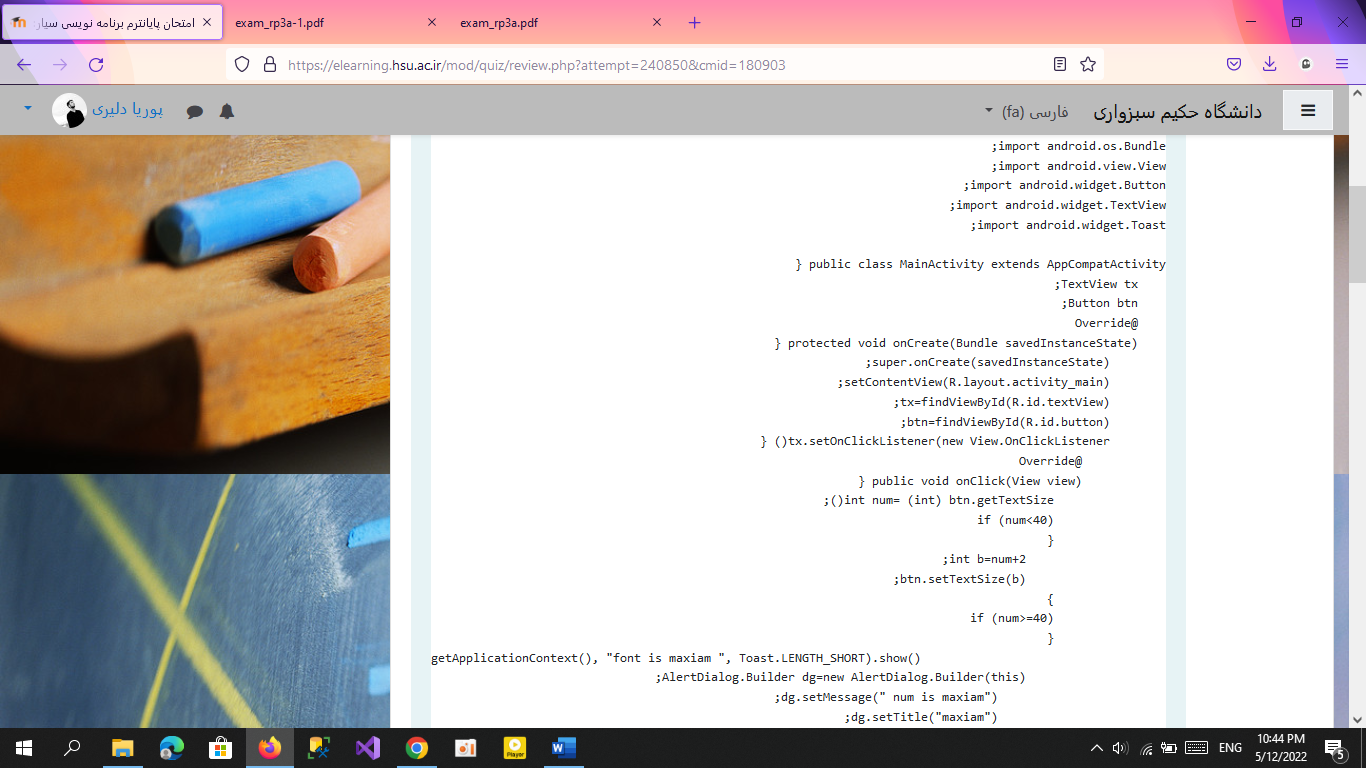 امتحان پایانترم برنامه نویسی سیار
exam_rp3a-1.pdf
exam_rp3a.pdf
https://elearning.hsu.ac.ir/mod/quiz/review.php?attempt=240850&cmid=180903
دانشگاه حکیم سبزواری
فارسی ‎(fa)‎
پوریا دلیری
;import android.os.Bundle
;import android.view.View
;import android.widget.Button
;import android.widget.TextView
;import android.widget.Toast
} public class MainActivity extends AppCompatActivity
;TextView tx
;Button btn
Override@
} protected void onCreate(Bundle savedInstanceState)
;super.onCreate(savedInstanceState)
;setContentView(R.layout.activity_main)
;tx=findViewById(R.id.textView)
;btn=findViewById(R.id.button)
} ()tx.setOnClickListener(new View.OnClickListener
Override@
} public void onClick(View view)
;()int num= (int) btn.getTextSize
if (num<40)
}
;int b=num+2
;btn.setTextSize(b)
{
if (num>=40)
}
getApplicationContext(), "font is maxiam ", Toast.LENGTH_SHORT).show()
;AlertDialog.Builder dg=new AlertDialog.Builder(this)
;dg.setMessage(" num is maxiam")
;dg.setTitle("maxiam")
ENG
10:44 PM
5/12/2022
5